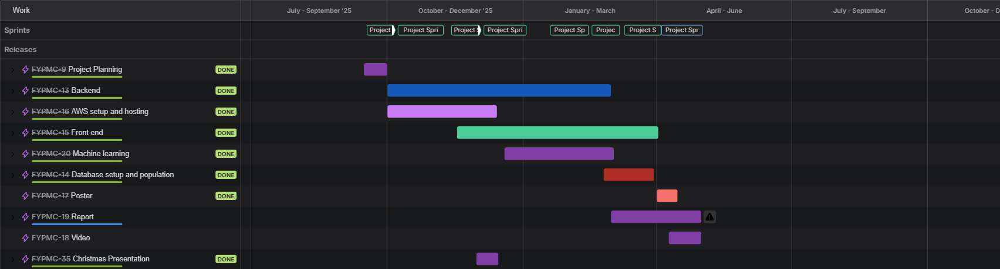 Work July - September '25 October - December '25 January - March April - June July - September October - D
Sprints Project Project Spri Project Project Spri Project Sp Projec Project S Project Spr
Releases
FYPMC-9 Project Planning DONE
FYPMC-13 Backend DONE
FYPMC-16 AWS setup and hosting DONE
FYPMC-15 Front end DONE
FYPMC-20 Machine learning DONE
FYPMC-14 Database setup and population DONE
FYPMC-17 Poster DONE
FYPMC-19 Report
FYPMC-18 Video
FYPMC-35 Christmas Presentation DONE